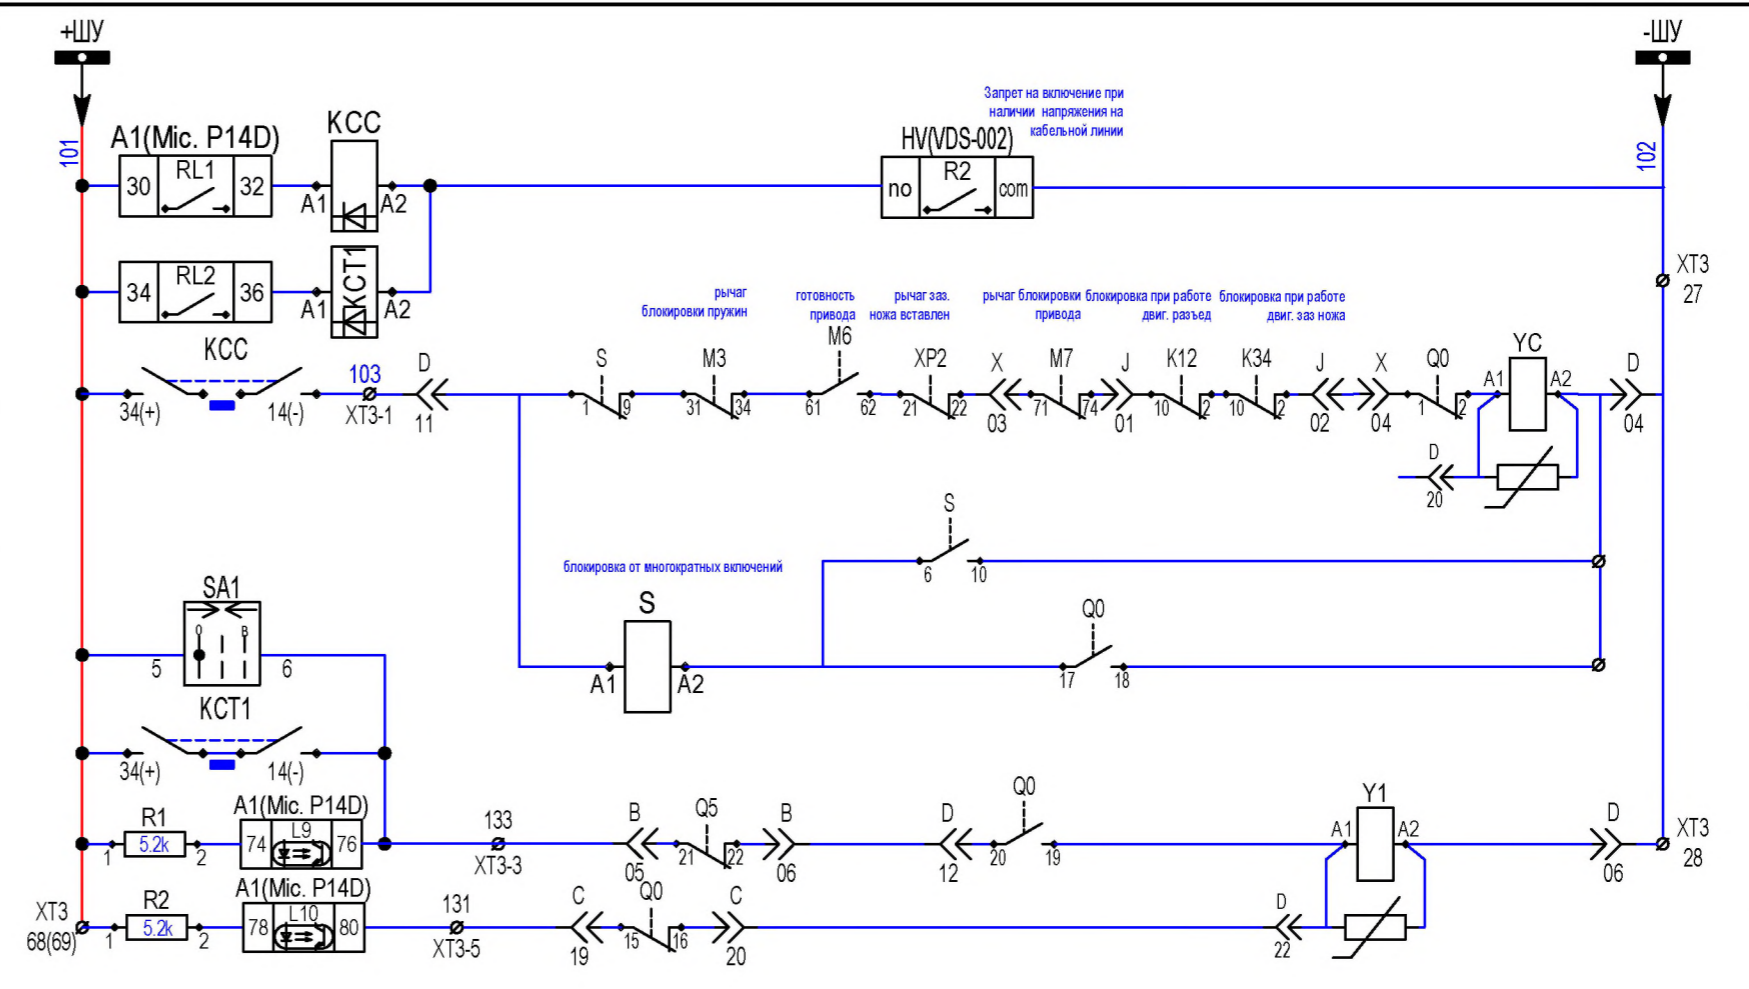 +ШУ
-ШУ
101
102
A1(Mic. P14D)
KCC
30
RL1
32
A1
A2
Запрет на включение при
наличии напряжения на
кабельной линии
HV(VDS-002)
no
R2
com
34
RL2
36
A1
KCT1
A2
XT3
27
KCC
34(+)
14(-)
103
XT3-1
D
11
S
1
9
рычаг
блокировки пружин
M3
31
34
готовность
привода
M6
61
62
рычаг заз.
ножа вставлен
XP2
21
22
X
03
рычаг блокировки
привода
M7
71
74
J
01
блокировка при работе
двиг. разъед
K12
10
2
блокировка при работе
двиг. заз ножа
K34
10
2
J
02
X
04
Q0
1
2
YC
A1
A2
D
04
D
20
S
6
10
блокировка от многократных включений
S
A1
A2
Q0
17
18
SA1
0
B
5
6
KCT1
34(+)
14(-)
R1
1
5.2k
2
A1(Mic. P14D)
74
L9
76
133
XT3-3
B
05
Q5
21
22
B
06
D
12
Q0
20
19
Y1
A1
A2
D
06
XT3
28
XT3
68(69)
R2
1
5.2k
2
A1(Mic. P14D)
78
L10
80
131
XT3-5
C
19
Q0
15
16
C
20
D
22